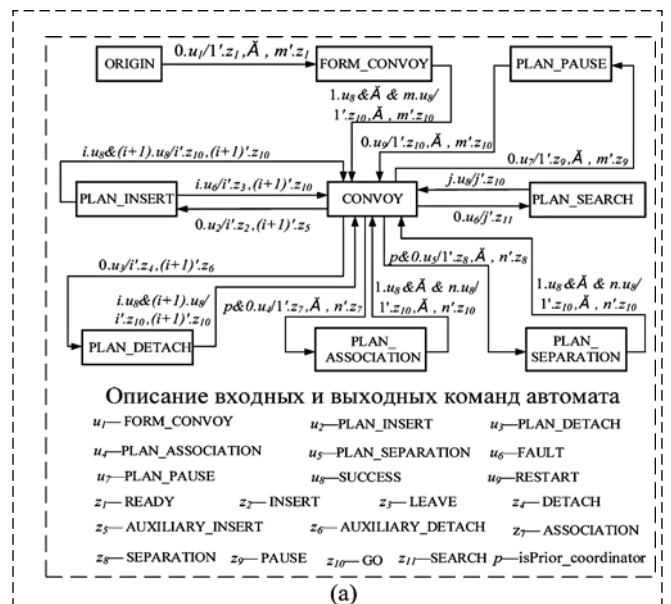 0.u₁/1'.z₁,Ă , m'.z₁
ORIGIN
FORM_CONVOY
PLAN_PAUSE
1.u₈&Ă & m.u₈/
1'.z₁₀,Ă , m'.z₁₀
0.u₉/1'.z₁₀,Ă , m'.z₁₀
0.u₇/1'.z₉,Ă , m'.z₉
i.u₈&(i+1).u₈/i'.z₁₀,(i+1)'.z₁₀
i.u₆/i'.z₃,(i+1)'.z₁₀
j.u₈/j'.z₁₀
PLAN_INSERT
CONVOY
PLAN_SEARCH
0.u₂/i'.z₂,(i+1)'.z₅
0.u₆/j'.z₁₁
0.u₃/i'.z₄,(i+1)'.z₆
i.u₈&(i+1).u₈/
i'.z₁₀,(i+1)'.z₁₀
p&0.u₄/1'.z₇,Ă , n'.z₇
1.u₈&Ă & n.u₈/
1'.z₁₀,Ă , n'.z₁₀
p&0.u₅/1'.z₈,Ă , n'.z₈
1.u₈&Ă & n.u₈/
1'.z₁₀,Ă , n'.z₁₀
PLAN_DETACH
PLAN_
ASSOCIATION
PLAN_
SEPARATION
Описание входных и выходных команд автомата
u₁— FORM_CONVOY u₂— PLAN_INSERT u₃— PLAN_DETACH
u₄— PLAN_ASSOCIATION u₅— PLAN_SEPARATION u₆— FAULT
u₇— PLAN_PAUSE u₈— SUCCESS u₉— RESTART
z₁— READY z₂— INSERT z₃— LEAVE z₄— DETACH
z₅— AUXILIARY_INSERT z₆— AUXILIARY_DETACH z₇— ASSOCIATION
z₈— SEPARATION z₉— PAUSE z₁₀— GO z₁₁— SEARCH p— isPrior_coordinator
(а)